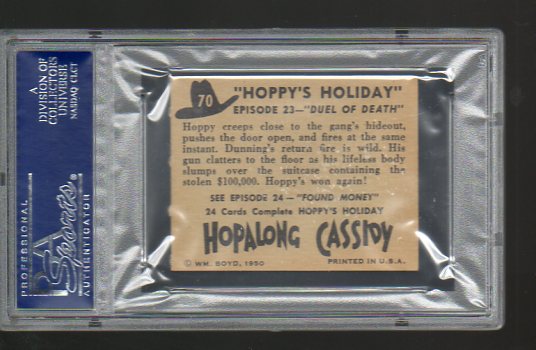 A
DIVISION OF
COLLECTORS
UNIVERSE
NASDAQ: CLCT
PROFESSIONAL
PSA
Sports
AUTHENTICATOR
70
"HOPPY'S HOLIDAY"
EPISODE 23—"DUEL OF DEATH"
Hoppy creeps close to the gang's hideout,
pushes the door open, and fires at the same
instant. Dunning's return fire is wild. His
gun clatters to the floor as his lifeless body
slumps over the suitcase containing the
stolen $100,000. Hoppy's won again!
SEE EPISODE 24—"FOUND MONEY"
24 Cards Complete HOPPY'S HOLIDAY
HOPALONG CASSIDY
© WM. BOYD, 1950
PRINTED IN U.S.A.